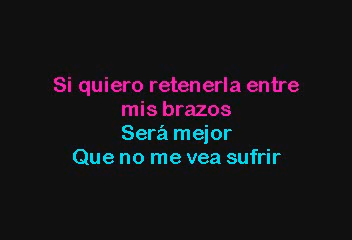 Si quiero retenerla entre
mis brazos
Será mejor
Que no me vea sufrir